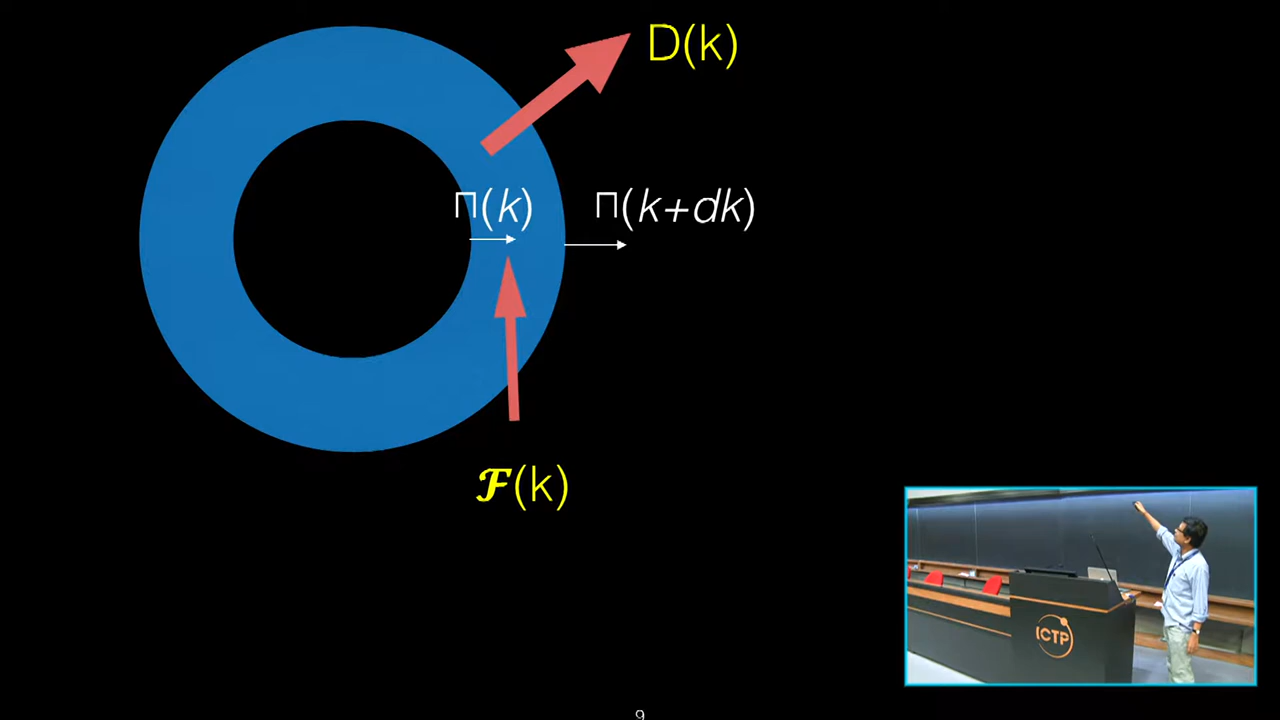 D(k)
Π(k)
Π(k+dk)
ℱ(k)
ICTP
9